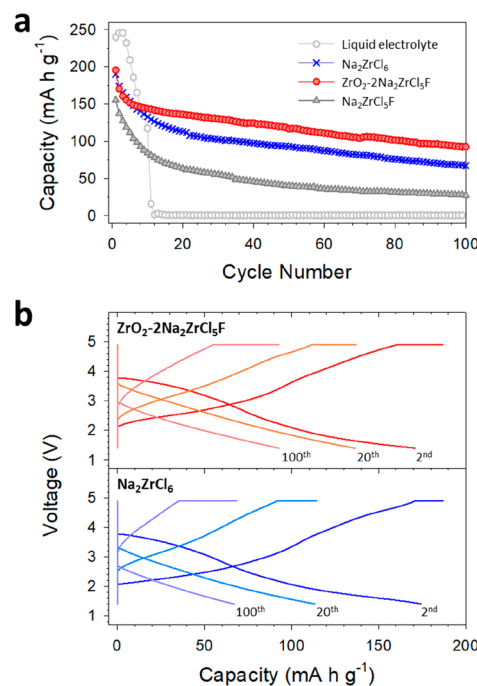 a
250
200
150
100
50
0
Capacity (mA h g⁻¹)
Liquid electrolyte
Na₂ZrCl₆
ZrO₂-2Na₂ZrCl₅F
Na₂ZrCl₅F
0 20 40 60 80 100
Cycle Number
b
Voltage (V)
ZrO₂-2Na₂ZrCl₅F
5
4
3
2
1
100th 20th 2nd
Na₂ZrCl₆
5
4
3
2
1
100th 20th 2nd
0 50 100 150 200
Capacity (mA h g⁻¹)